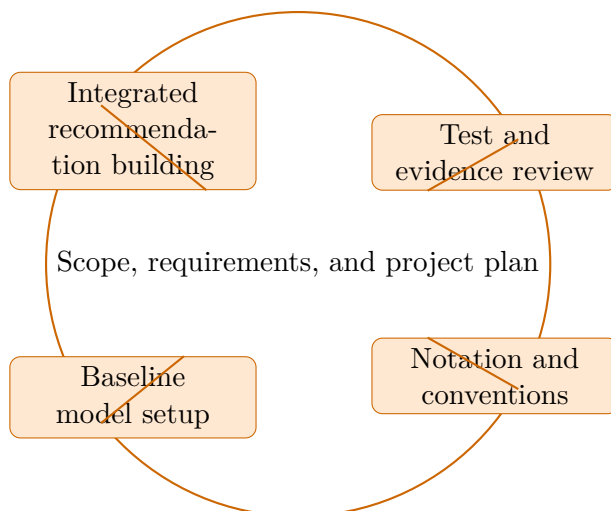 Integrated
recommenda-
tion building
Test and
evidence review
Scope, requirements, and project plan
Baseline
model setup
Notation and
conventions